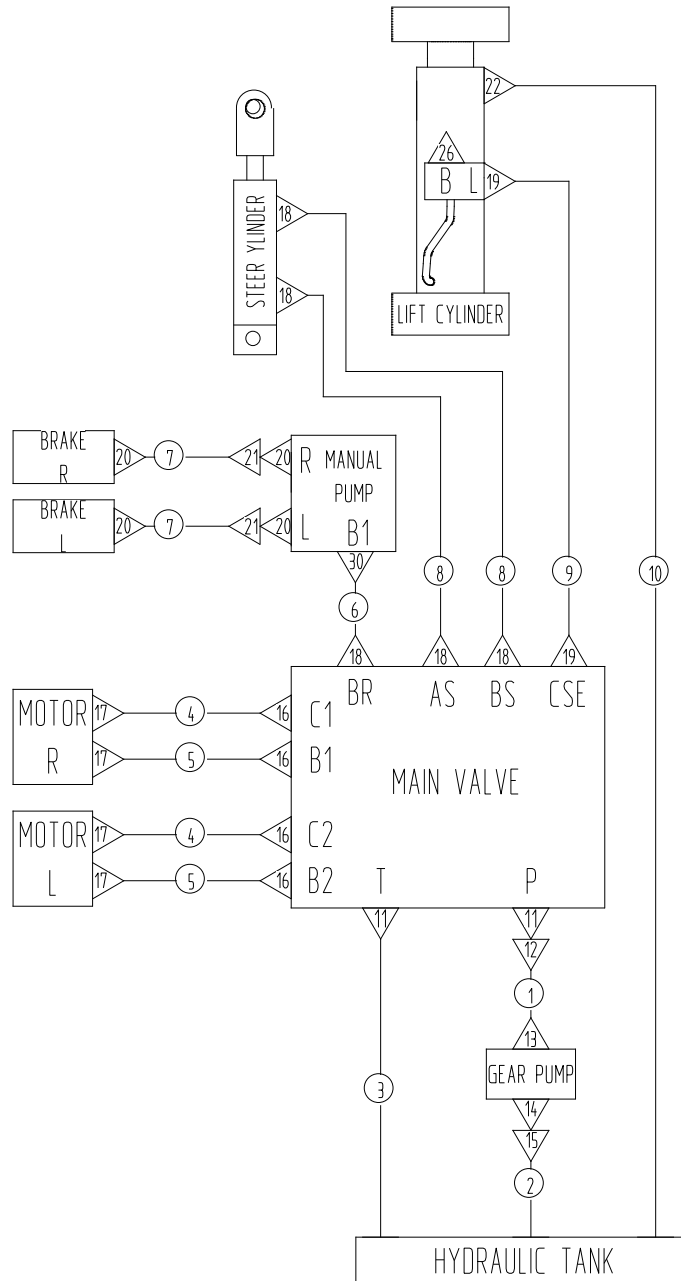 22
26
B L
19
18
STEER YLINDER
18
LIFT CYLINDER
BRAKE
R
20
7
21
20
R
MANUAL
PUMP
BRAKE
L
20
7
21
20
L
B1
30
6
8
8
9
10
18
18
18
19
BR
AS
BS
CSE
MOTOR
R
17
4
16
C1
17
5
16
B1
MAIN VALVE
MOTOR
L
17
4
16
C2
17
5
16
B2
T
P
11
11
12
1
13
GEAR PUMP
3
14
15
2
HYDRAULIC TANK